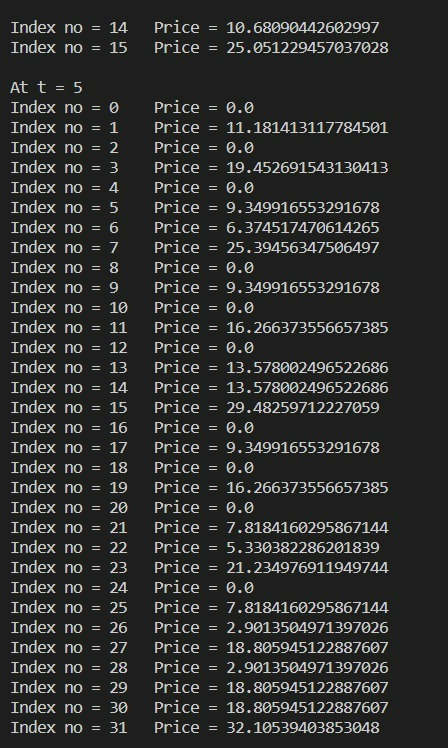 Index no = 14   Price = 10.68090442602997
Index no = 15   Price = 25.051229457037028

At t = 5
Index no = 0    Price = 0.0
Index no = 1    Price = 11.181413117784501
Index no = 2    Price = 0.0
Index no = 3    Price = 19.452691543130413
Index no = 4    Price = 0.0
Index no = 5    Price = 9.349916553291678
Index no = 6    Price = 6.374517470614265
Index no = 7    Price = 25.39456347506497
Index no = 8    Price = 0.0
Index no = 9    Price = 9.349916553291678
Index no = 10   Price = 0.0
Index no = 11   Price = 16.266373556657385
Index no = 12   Price = 0.0
Index no = 13   Price = 13.578002496522686
Index no = 14   Price = 13.578002496522686
Index no = 15   Price = 29.48259712227059
Index no = 16   Price = 0.0
Index no = 17   Price = 9.349916553291678
Index no = 18   Price = 0.0
Index no = 19   Price = 16.266373556657385
Index no = 20   Price = 0.0
Index no = 21   Price = 7.8184160295867144
Index no = 22   Price = 5.330382286201839
Index no = 23   Price = 21.234976911949744
Index no = 24   Price = 0.0
Index no = 25   Price = 7.8184160295867144
Index no = 26   Price = 2.9013504971397026
Index no = 27   Price = 18.805945122887607
Index no = 28   Price = 2.9013504971397026
Index no = 29   Price = 18.805945122887607
Index no = 30   Price = 18.805945122887607
Index no = 31   Price = 32.10539403853048